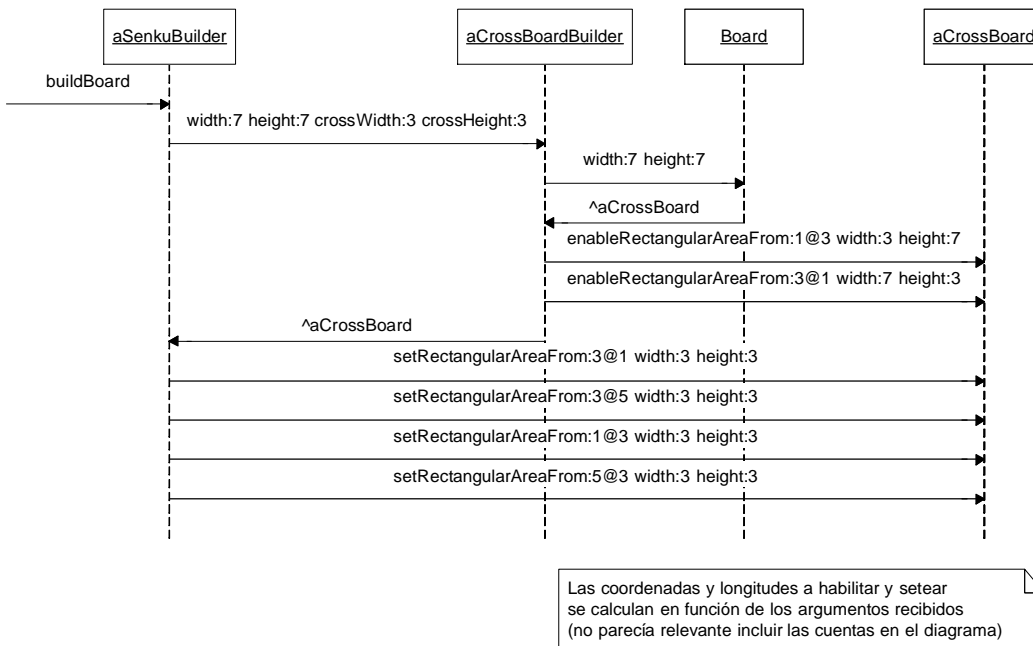 aSenkuBuilder
aCrossBoardBuilder
Board
aCrossBoard
buildBoard
width:7 height:7 crossWidth:3 crossHeight:3
width:7 height:7
^aCrossBoard
enableRectangularAreaFrom:1@3 width:3 height:7
enableRectangularAreaFrom:3@1 width:7 height:3
^aCrossBoard
setRectangularAreaFrom:3@1 width:3 height:3
setRectangularAreaFrom:3@5 width:3 height:3
setRectangularAreaFrom:1@3 width:3 height:3
setRectangularAreaFrom:5@3 width:3 height:3
Las coordenadas y longitudes a habilitar y setear
se calculan en función de los argumentos recibidos
(no parecía relevante incluir las cuentas en el diagrama)